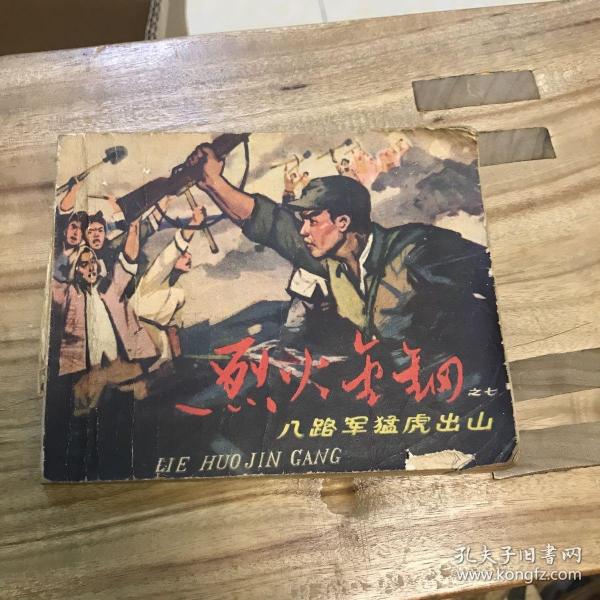 烈火金钢
之七
八路军猛虎出山
LIE HUO JIN GANG
孔夫子旧书网
www.kongfz.com